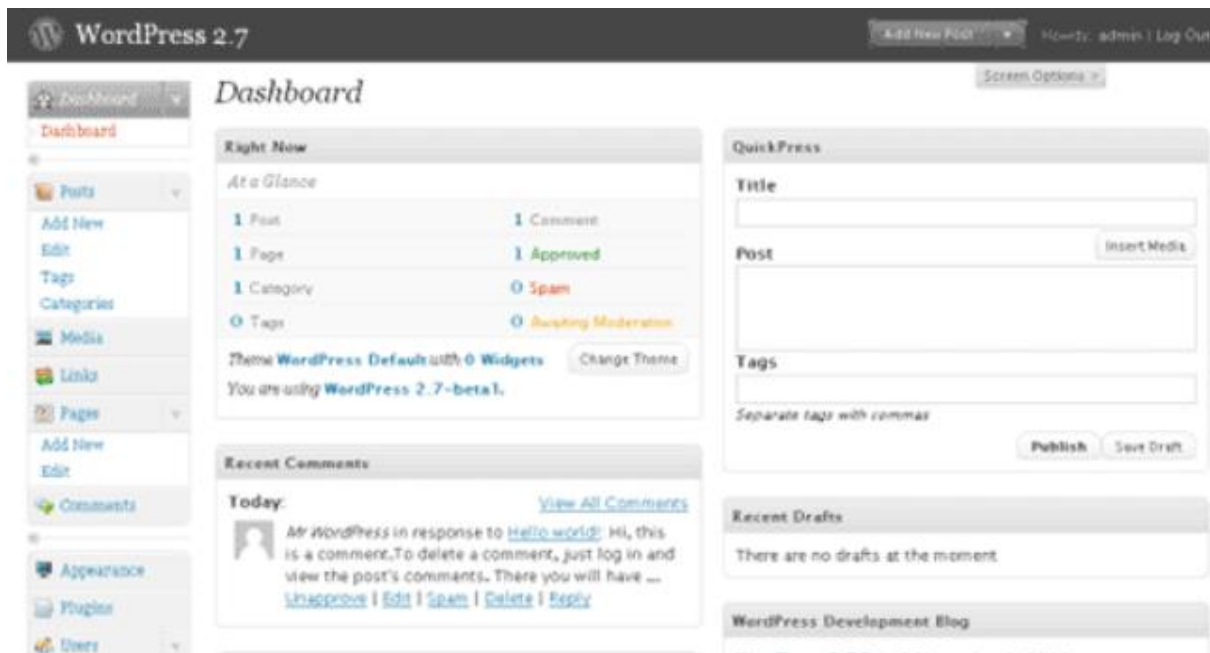 WordPress 2.7
Add New Post
Howdy, admin | Log Out
Screen Options
Dashboard
Dashboard
Posts
Add New
Edit
Tags
Categories
Media
Links
Pages
Add New
Edit
Comments
Appearance
Plugins
Users
Dashboard
Right Now
At a Glance
1 Post 1 Comment
1 Page 1 Approved
1 Category 0 Spam
0 Tags 0 Awaiting Moderation
Theme WordPress Default with 0 Widgets Change Theme
You are using WordPress 2.7-beta1.
Recent Comments
Today: View All Comments
Mr WordPress in response to Hello world!: Hi, this
is a comment.To delete a comment, just log in and
view the post's comments. There you will have ...
Unapprove | Edit | Spam | Delete | Reply
QuickPress
Title
Post Insert Media
Tags
Separate tags with commas
Publish Save Draft
Recent Drafts
There are no drafts at the moment
WordPress Development Blog